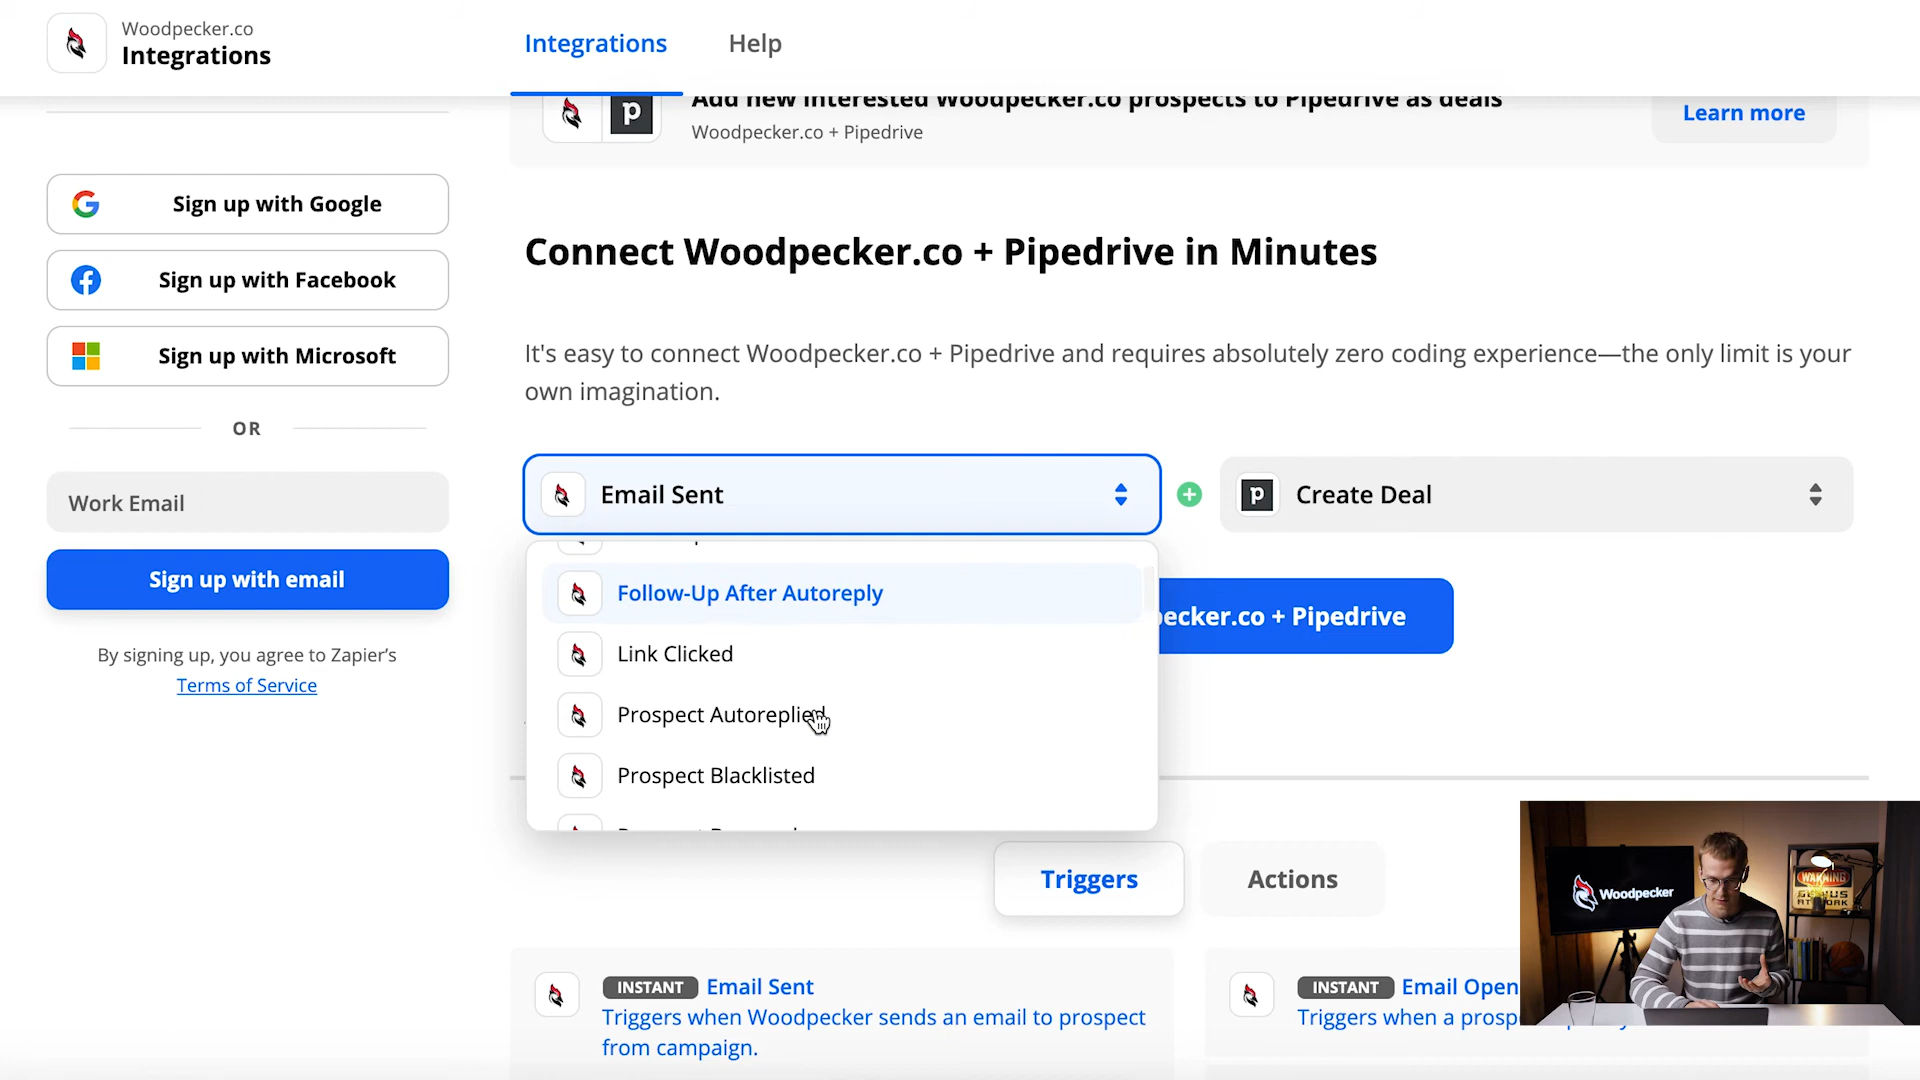 Woodpecker.co
Integrations
Integrations
Help
Add new interested Woodpecker.co prospects to Pipedrive as deals
Woodpecker.co + Pipedrive
Learn more
Sign up with Google
Sign up with Facebook
Sign up with Microsoft
OR
Work Email
Sign up with email
By signing up, you agree to Zapier’s
Terms of Service
Connect Woodpecker.co + Pipedrive in Minutes
It's easy to connect Woodpecker.co + Pipedrive and requires absolutely zero coding experience—the only limit is your
own imagination.
Email Sent
Create Deal
Follow-Up After Autoreply
Link Clicked
Prospect Autoreplied
Prospect Blacklisted
ecker.co + Pipedrive
Triggers
Actions
INSTANT Email Sent
Triggers when Woodpecker sends an email to prospect
from campaign.
INSTANT Email Open
Triggers when a prosp
Woodpecker
WARNING
GENIUS
AT WORK